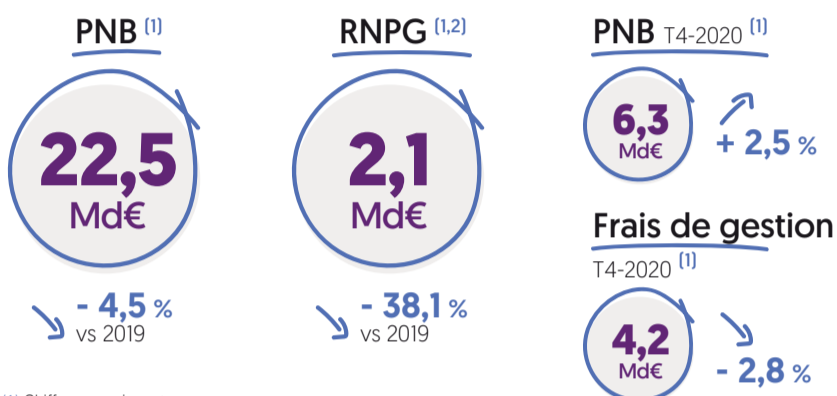 PNB (1)
22,5
Md€
- 4,5 %
vs 2019
RNPG (1,2)
2,1
Md€
- 38,1 %
vs 2019
PNB T4-2020 (1)
6,3
Md€
+ 2,5 %
Frais de gestion
T4-2020 (1)
4,2
Md€
- 2,8 %